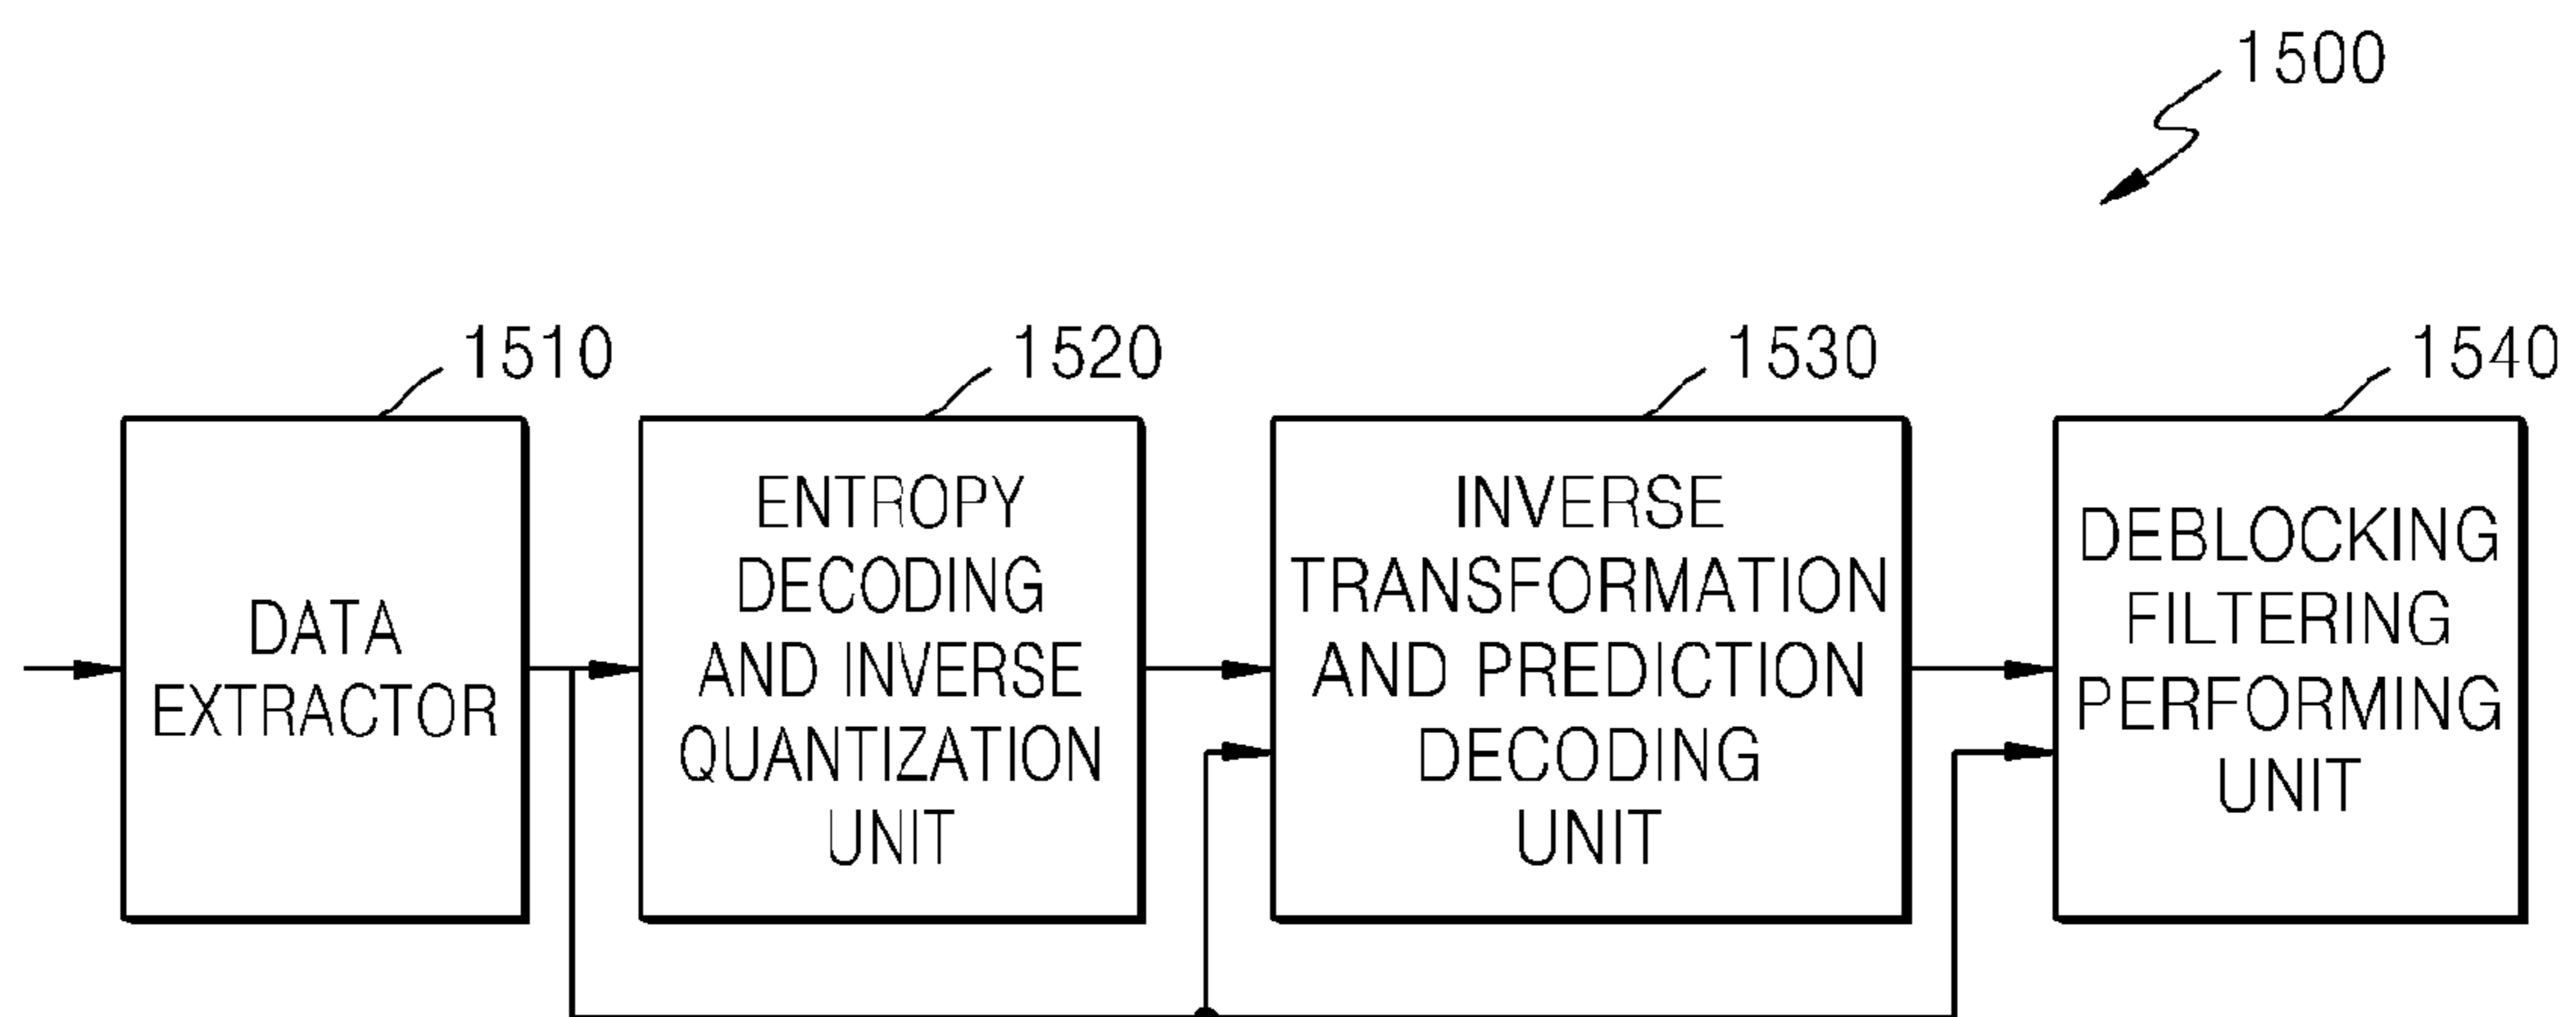 1500
1510
1520
1530
1540
DATA
EXTRACTOR
ENTROPY
DECODING
AND INVERSE
QUANTIZATION
UNIT
INVERSE
TRANSFORMATION
AND PREDICTION
DECODING
UNIT
DEBLOCKING
FILTERING
PERFORMING
UNIT